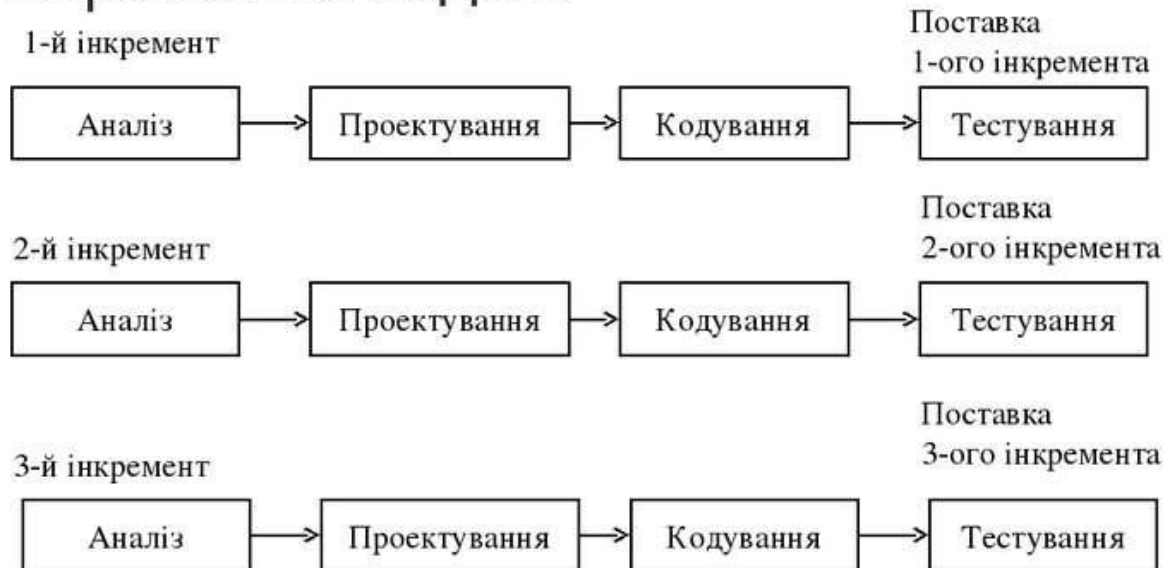 1-й інкремент
Поставка
1-ого інкремента
Аналіз
Проектування
Кодування
Тестування
2-й інкремент
Поставка
2-ого інкремента
Аналіз
Проектування
Кодування
Тестування
3-й інкремент
Поставка
3-ого інкремента
Аналіз
Проектування
Кодування
Тестування